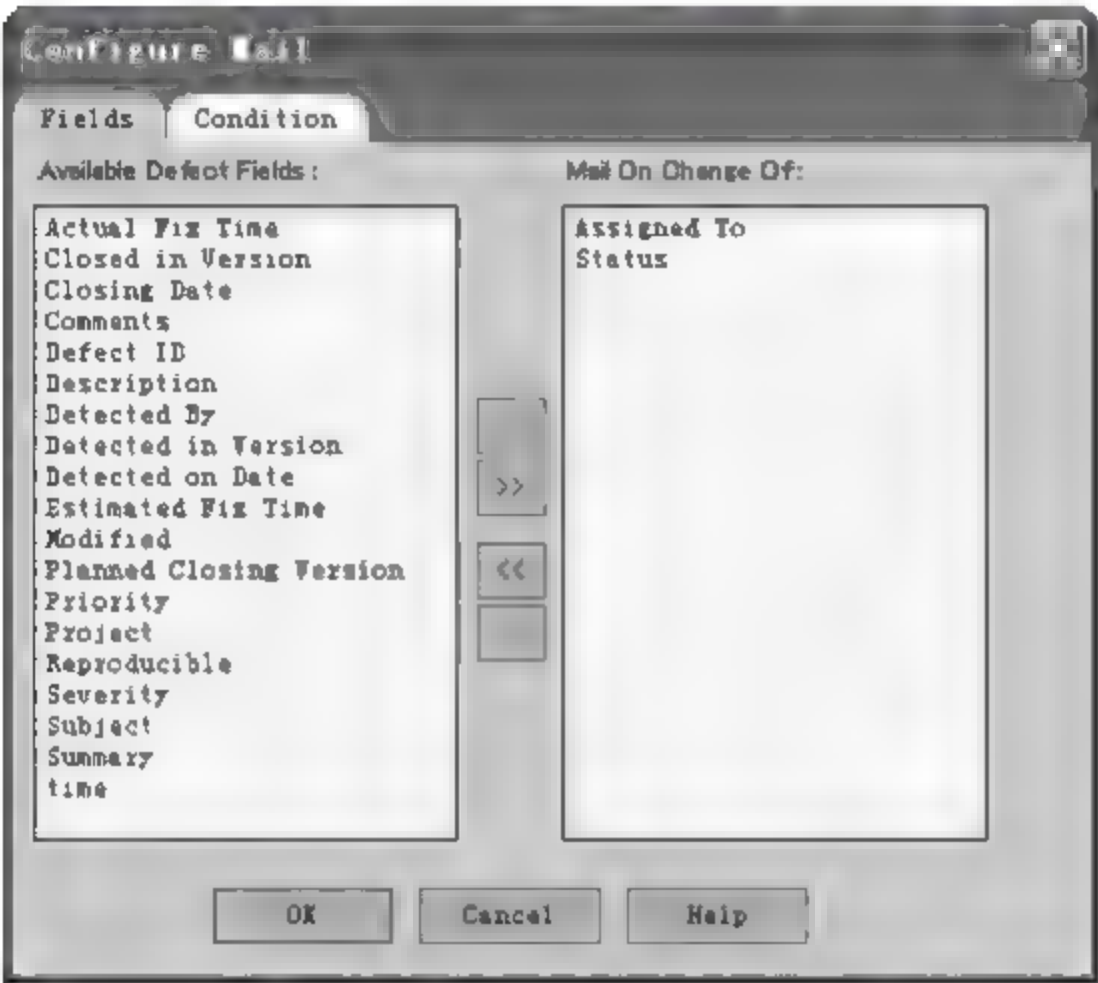 Configure Mail
Fields Condition
Available Defect Fields :
Actual Fix Time
Closed in Version
Closing Date
Comments
Defect ID
Description
Detected By
Detected in Version
Detected on Date
Estimated Fix Time
Modified
Planned Closing Version
Priority
Project
Reproducible
Severity
Subject
Summary
time
>>
<<
Mail On Change Of:
Assigned To
Status
OK Cancel Help